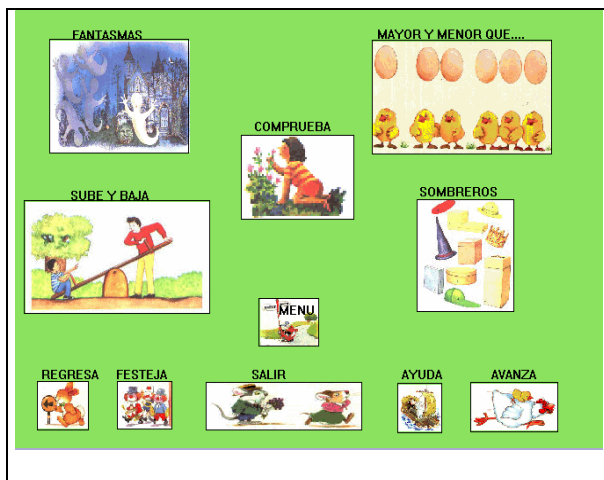 FANTASMAS
MAYOR Y MENOR QUE....
COMPRUEBA
SUBE Y BAJA
SOMBREROS
MENU
REGRESA
FESTEJA
SALIR
AYUDA
AVANZA